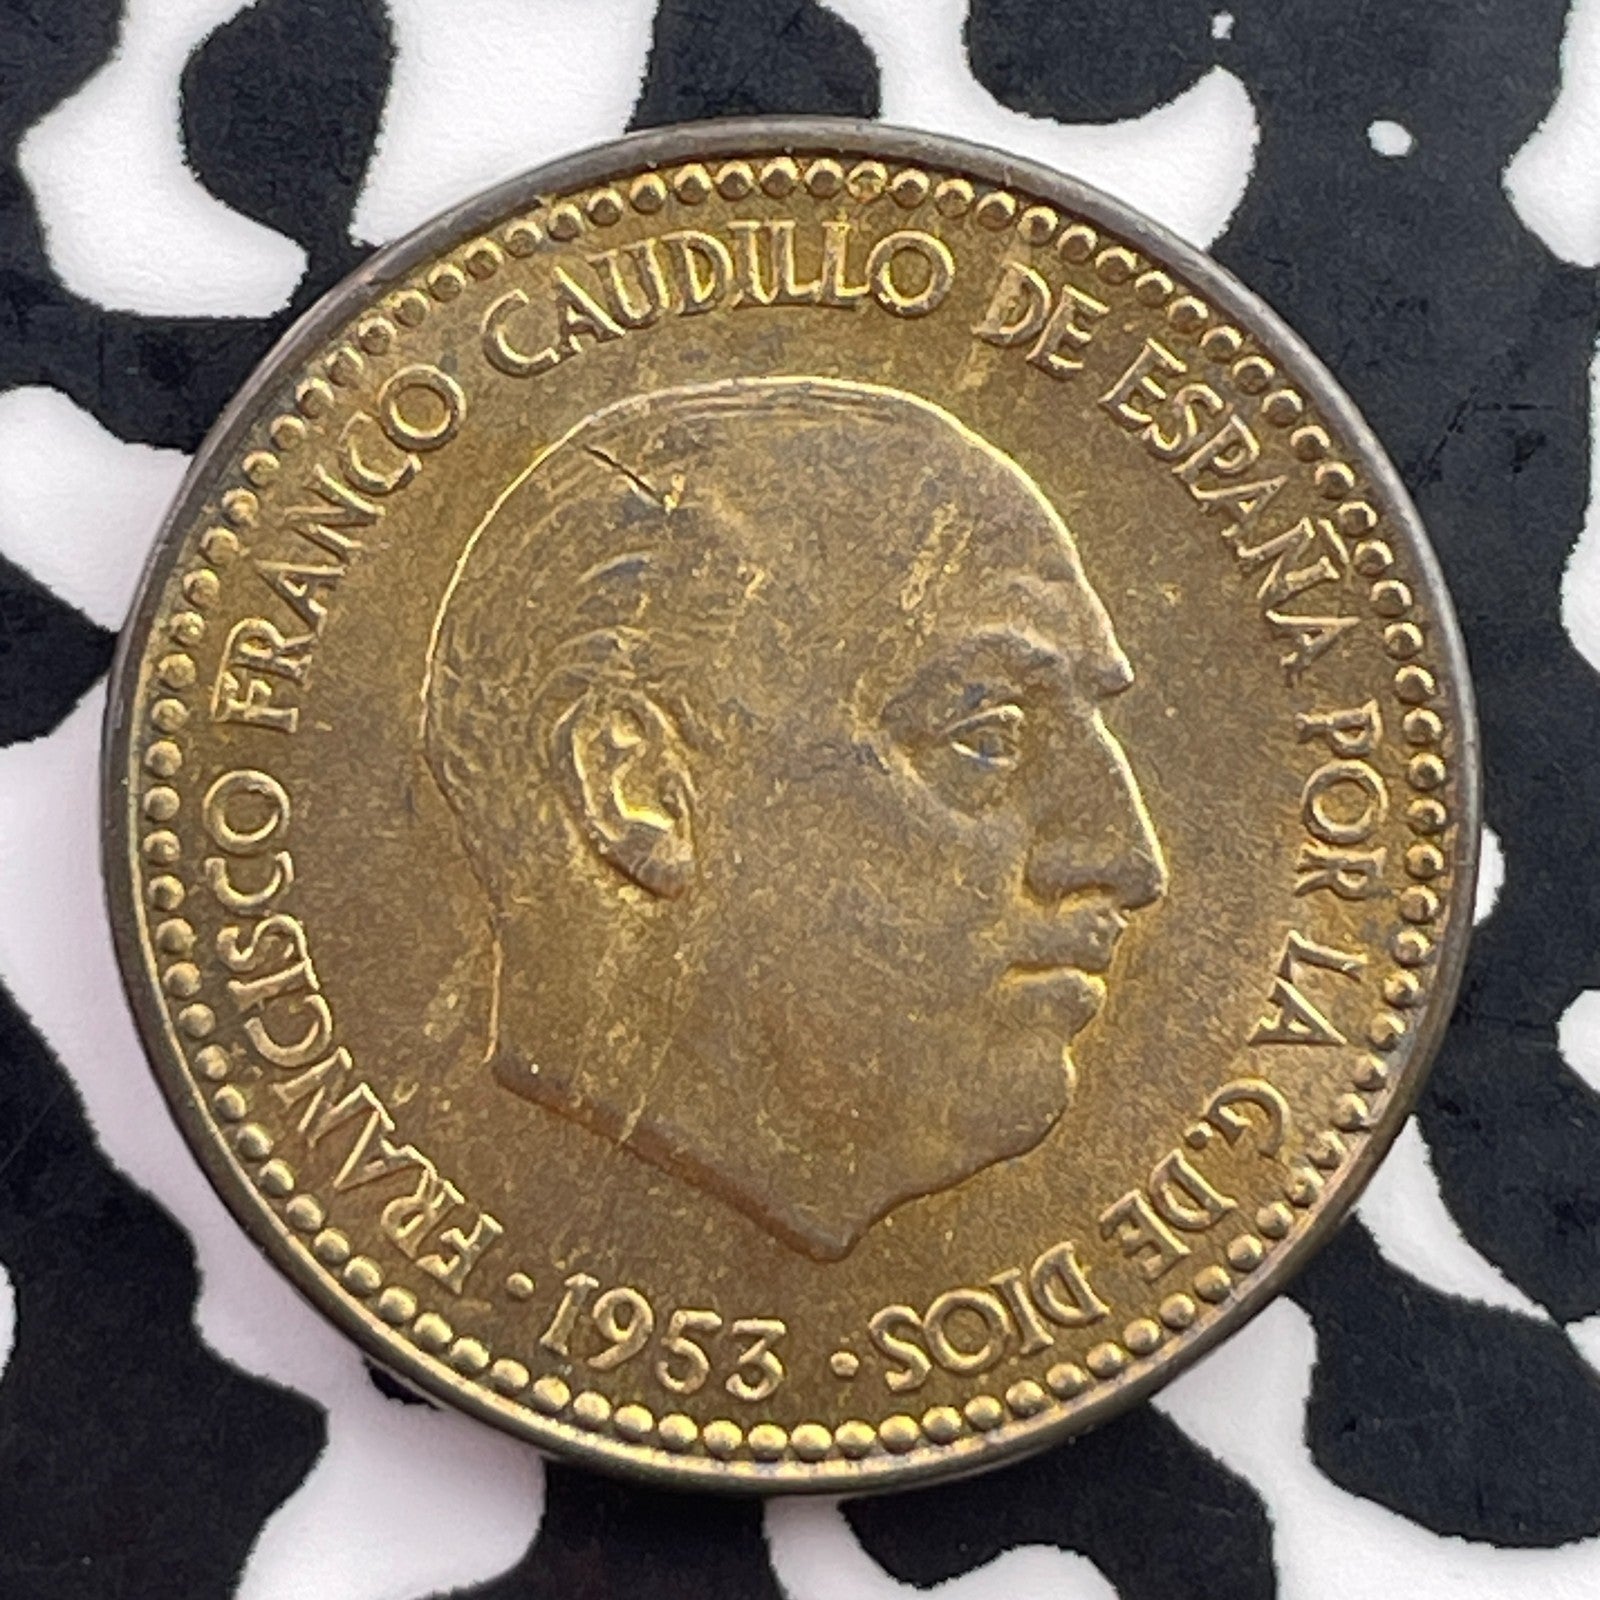 FRANCISCO FRANCO CAUDILLO DE ESPAÑA POR LA G. DE DIOS
· 1953 ·